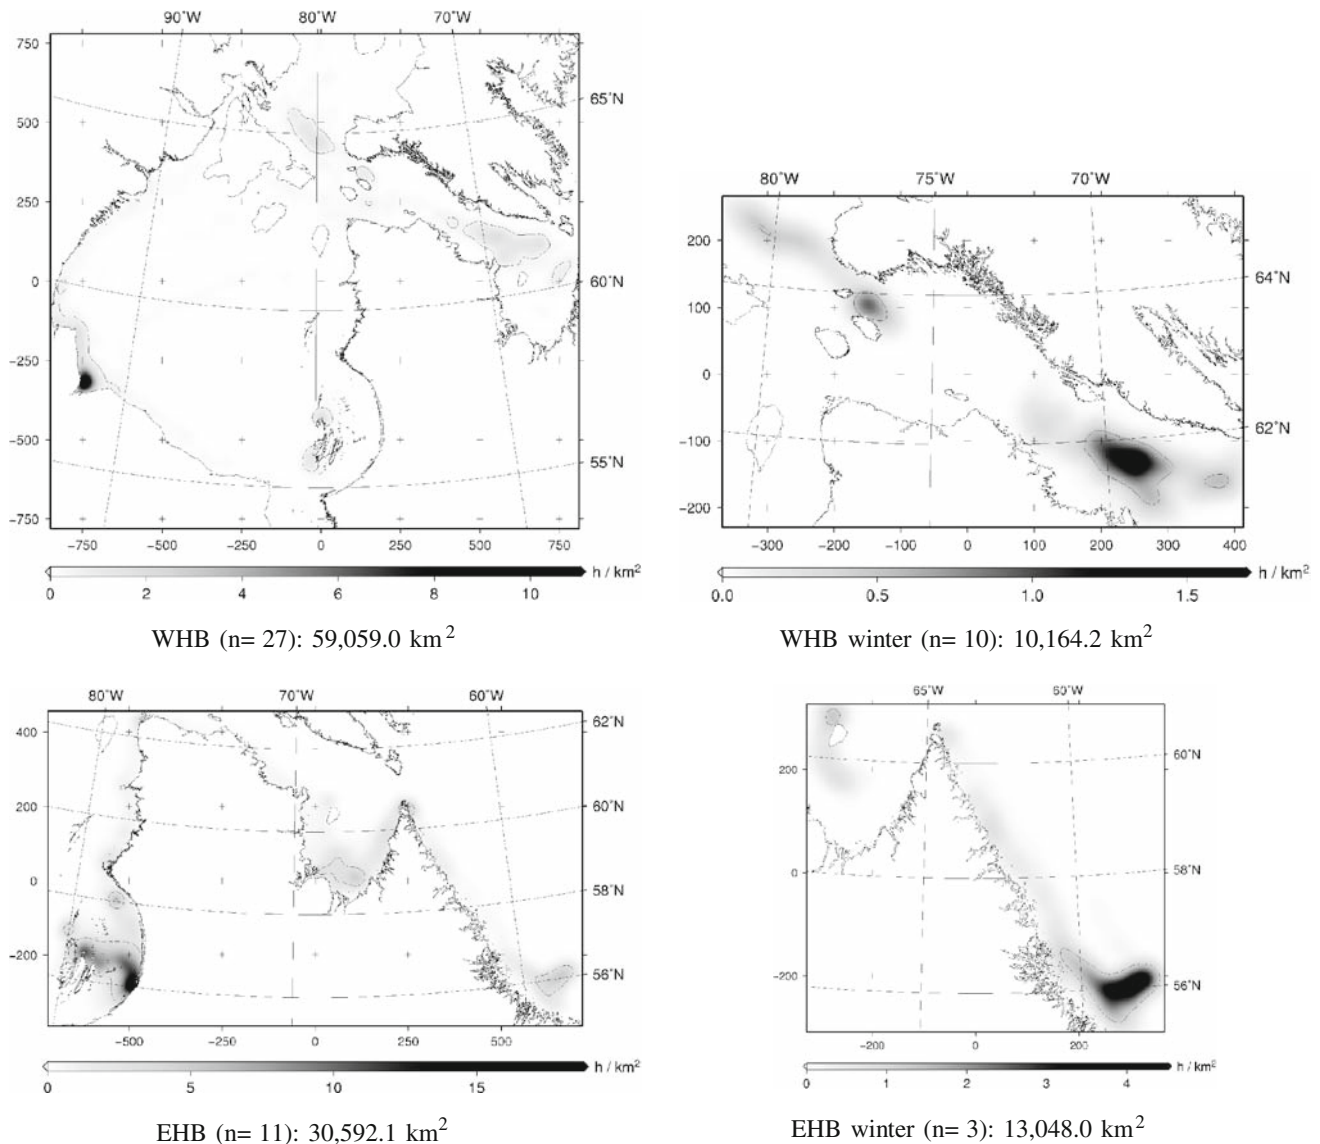 90°W 80°W 70°W
750
500
250
0
−250
−500
−750
65°N
60°N
55°N
−750 −500 −250 0 250 500 750
h / km²
0 2 4 6 8 10
WHB (n= 27): 59,059.0 km²
80°W 75°W 70°W
200
100
0
−100
−200
64°N
62°N
−300 −200 −100 0 100 200 300 400
h / km²
0.0 0.5 1.0 1.5
WHB winter (n= 10): 10,164.2 km²
80°W 70°W 60°W
400
200
0
−200
62°N
60°N
58°N
56°N
−500 −250 0 250 500
h / km²
0 5 10 15
EHB (n= 11): 30,592.1 km²
65°W 60°W
200
0
−200
60°N
58°N
56°N
−200 0 200
h / km²
0 1 2 3 4
EHB winter (n= 3): 13,048.0 km²